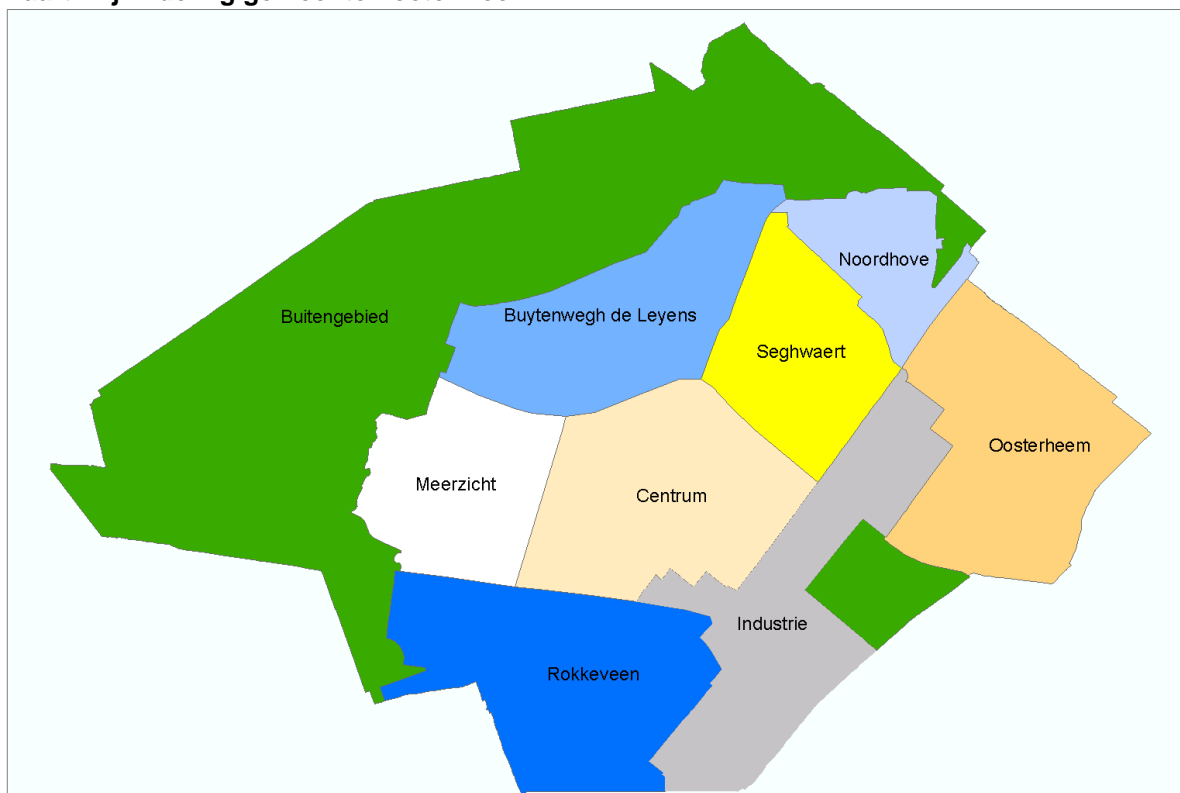 Noordhove
Buitengebied
Buytenwegh de Leyens
Seghwaert
Oosterheem
Meerzicht
Centrum
Industrie
Rokkeveen